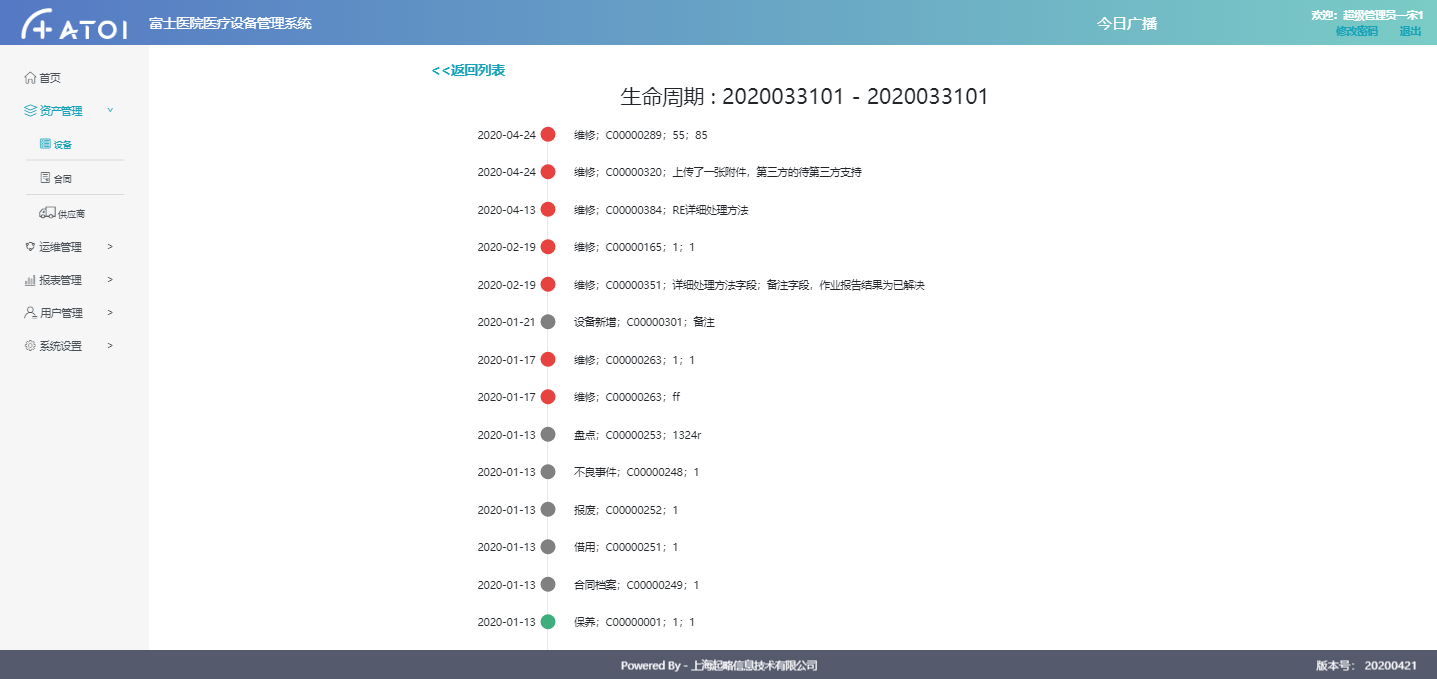 ATOI 富士医院医疗设备管理系统 今日广播 欢迎：超级管理员一宋1
修改密码 退出
首页
资产管理
设备
合同
供应商
运维管理 >
报表管理 >
用户管理 >
系统设置 >
<<返回列表
生命周期 : 2020033101 - 2020033101
2020-04-24 维修；C00000289；55；85
2020-04-24 维修；C00000320；上传了一张附件，第三方的待第三方支持
2020-04-13 维修；C00000384；RE详细处理方法
2020-02-19 维修；C00000165；1；1
2020-02-19 维修；C00000351；详细处理方法字段；备注字段，作业报告结果为已解决
2020-01-21 设备新增；C00000301；备注
2020-01-17 维修；C00000263；1；1
2020-01-17 维修；C00000263；ff
2020-01-13 盘点；C00000253；1324r
2020-01-13 不良事件；C00000248；1
2020-01-13 报废；C00000252；1
2020-01-13 借用；C00000251；1
2020-01-13 合同档案；C00000249；1
2020-01-13 保养；C00000001；1；1
Powered By - 上海起略信息技术有限公司 版本号： 20200421